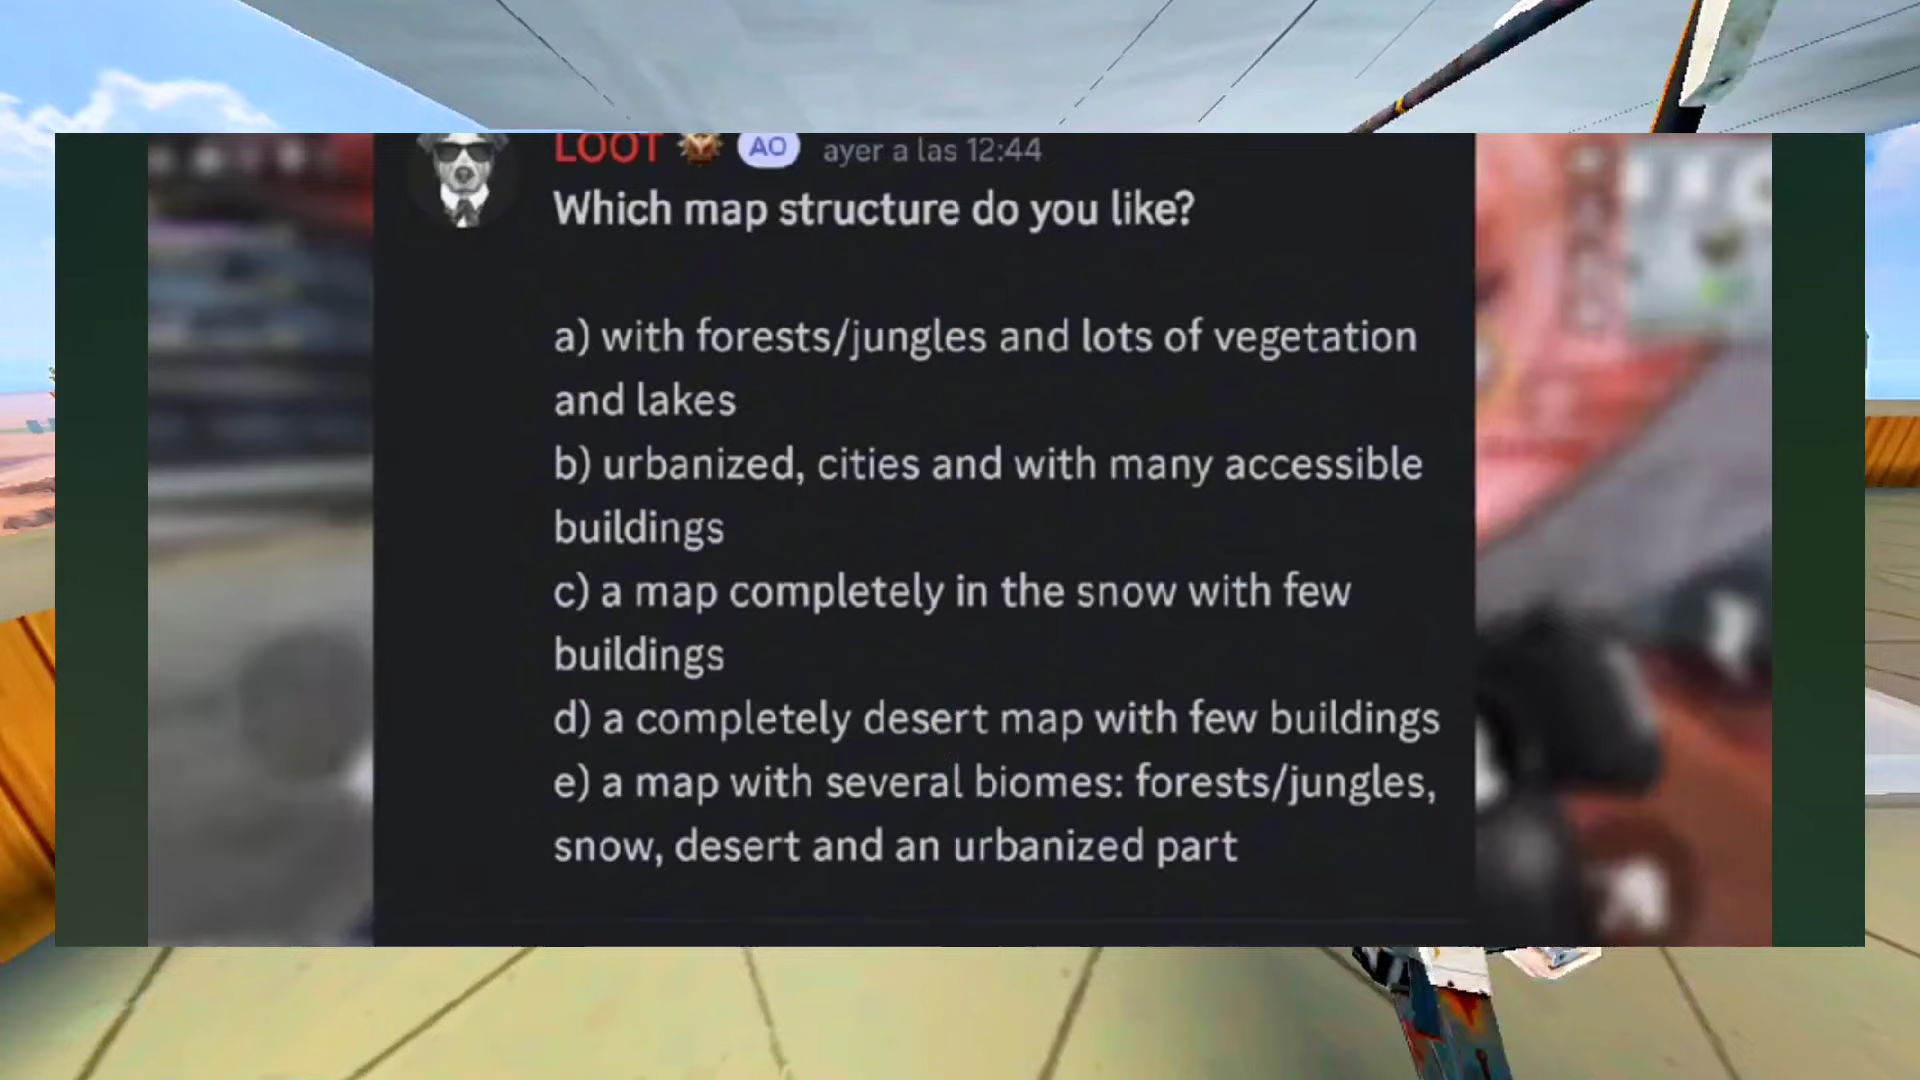 LOOT AO ayer a las 12:44
Which map structure do you like?
a) with forests/jungles and lots of vegetation
and lakes
b) urbanized, cities and with many accessible
buildings
c) a map completely in the snow with few
buildings
d) a completely desert map with few buildings
e) a map with several biomes: forests/jungles,
snow, desert and an urbanized part